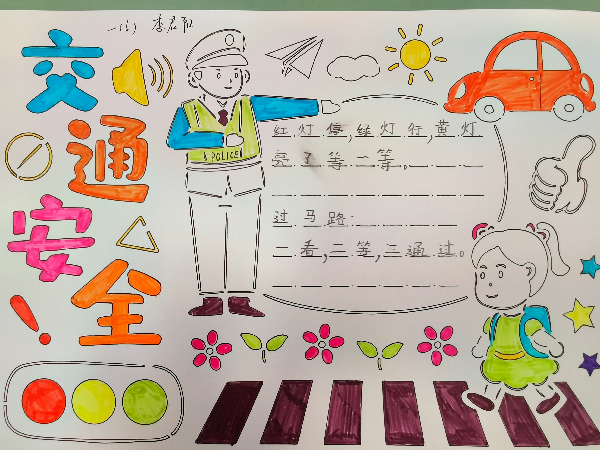 一(1) 李君阳
交
通
安
全
!
POLICE
红灯停,绿灯行,黄灯
亮了等一等。
过马路:
一看,二等,三通过。